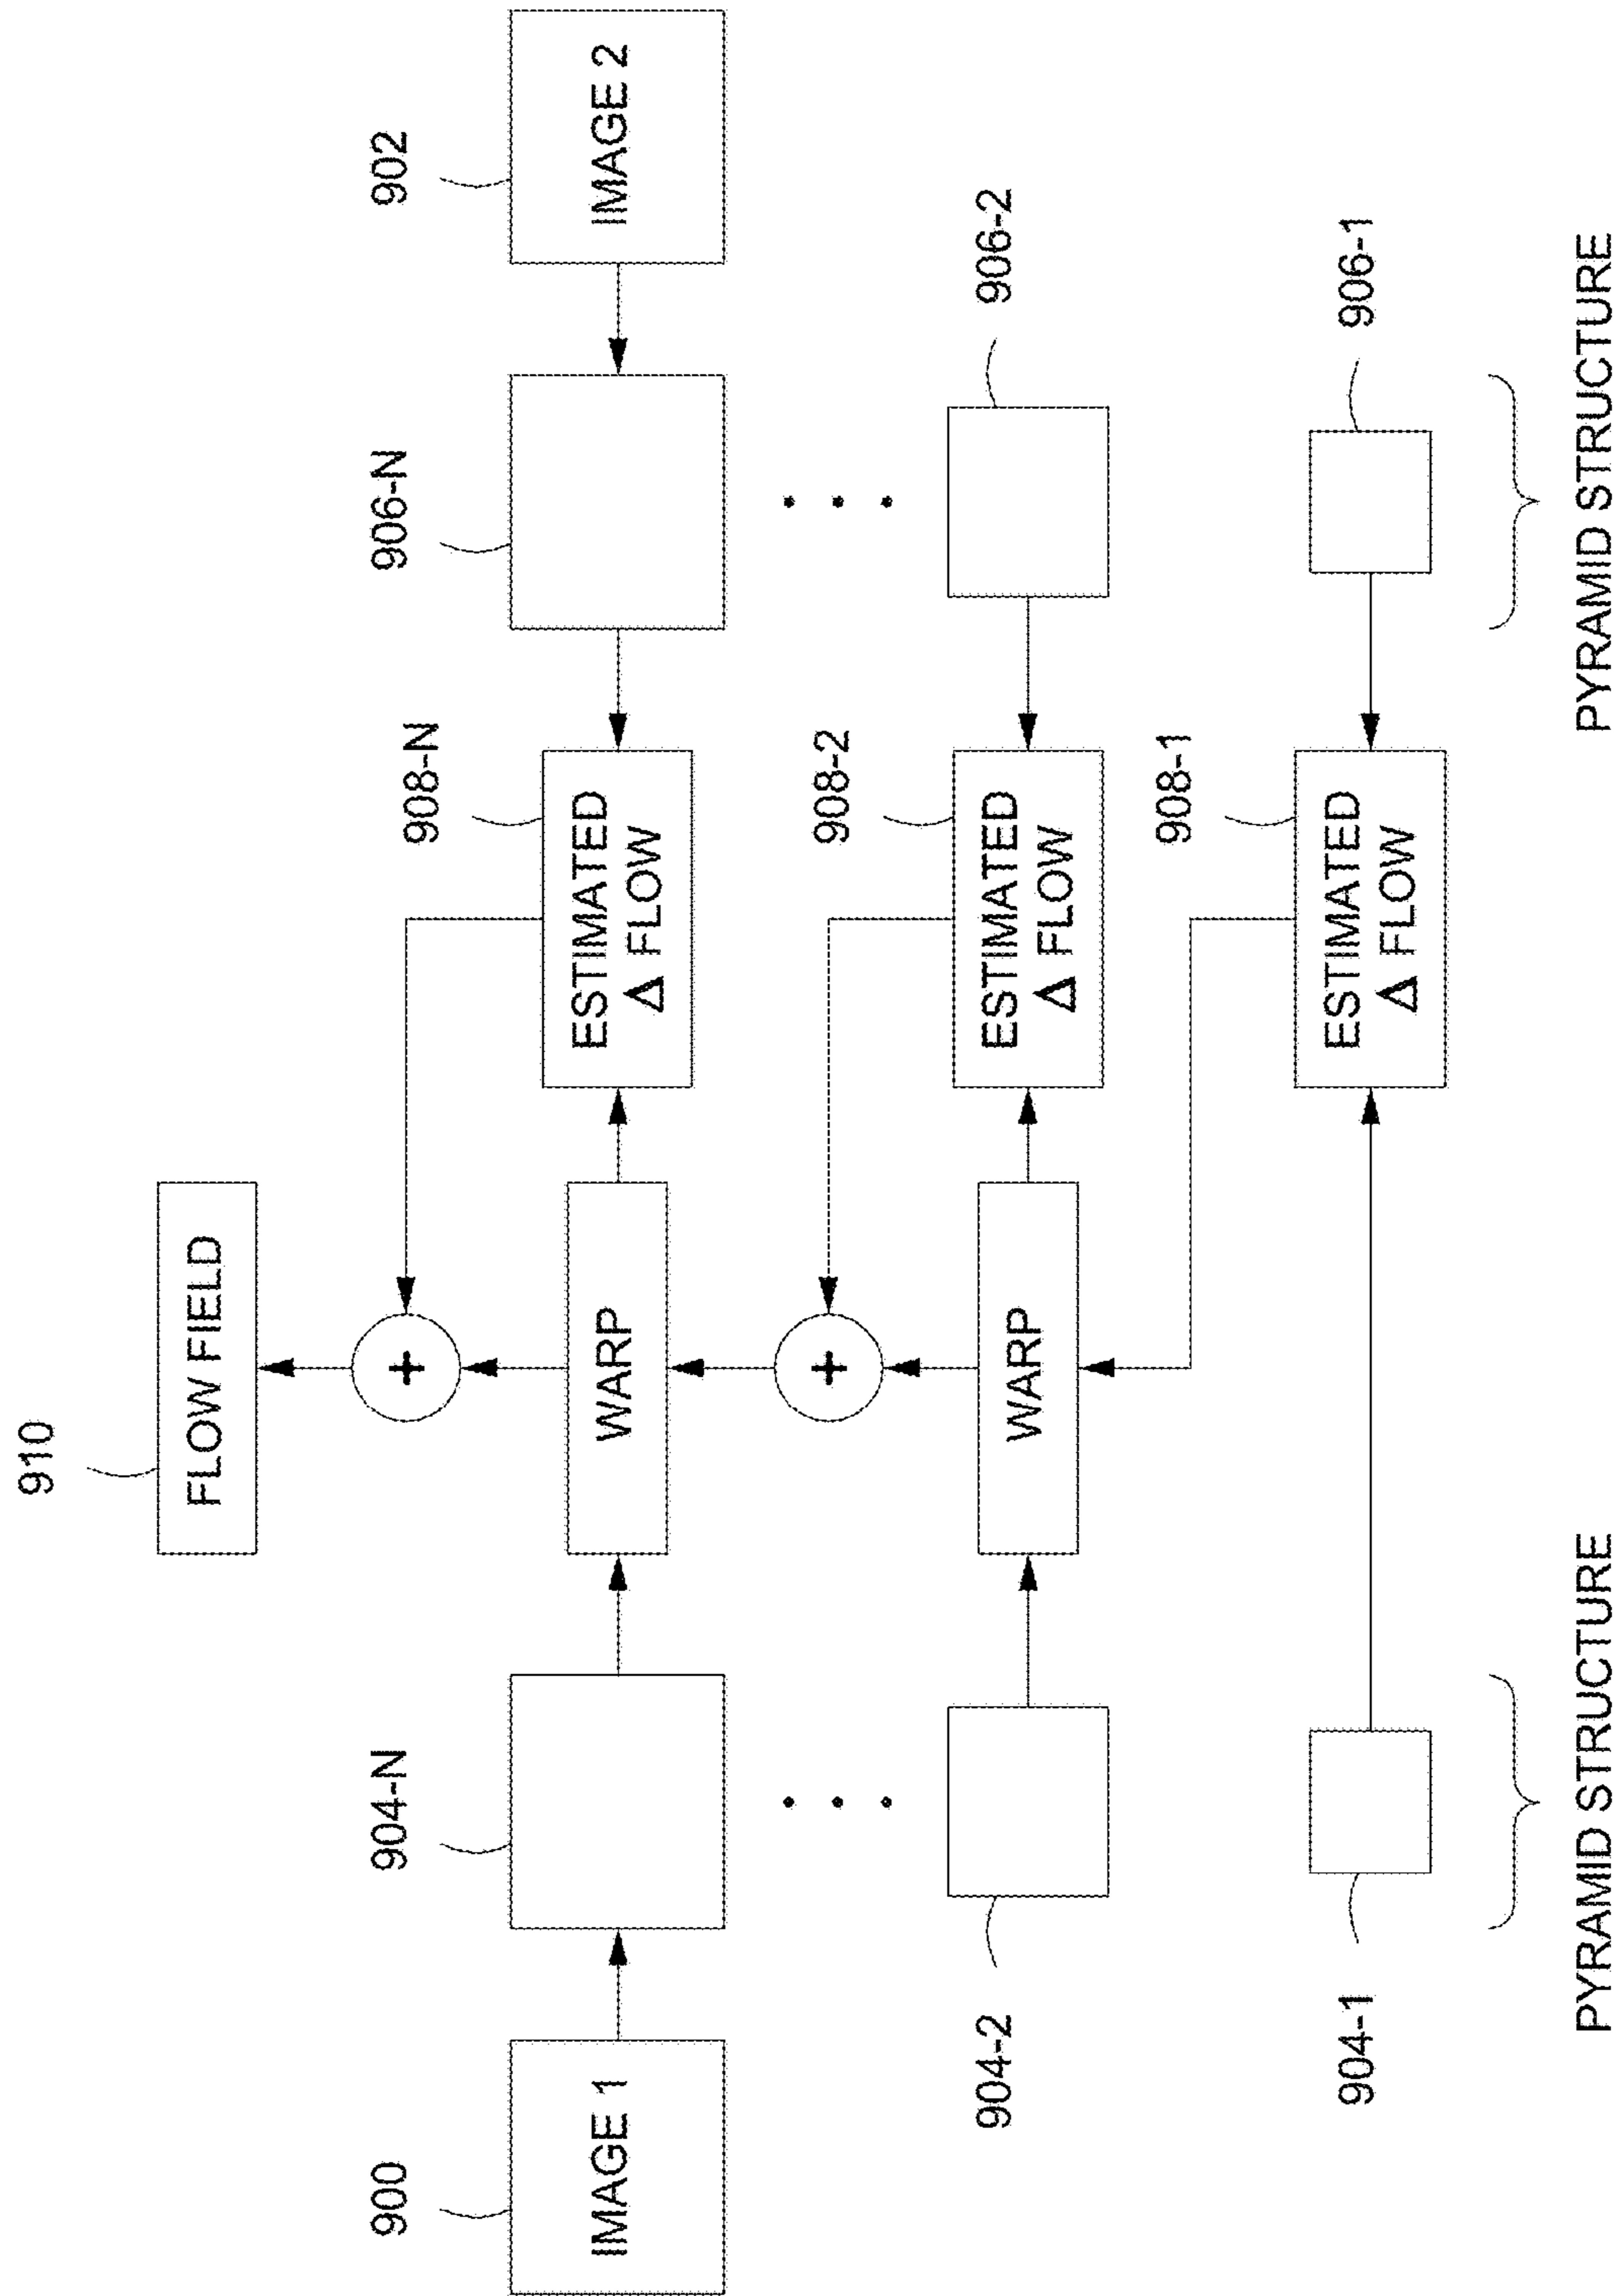 910
FLOW FIELD
900
904-N
908-N
906-N
902
IMAGE 1
+
WARP
ESTIMATED
Δ FLOW
IMAGE 2
+
904-2
WARP
908-2
ESTIMATED
Δ FLOW
906-2
904-1
908-1
ESTIMATED
Δ FLOW
906-1
PYRAMID STRUCTURE
PYRAMID STRUCTURE